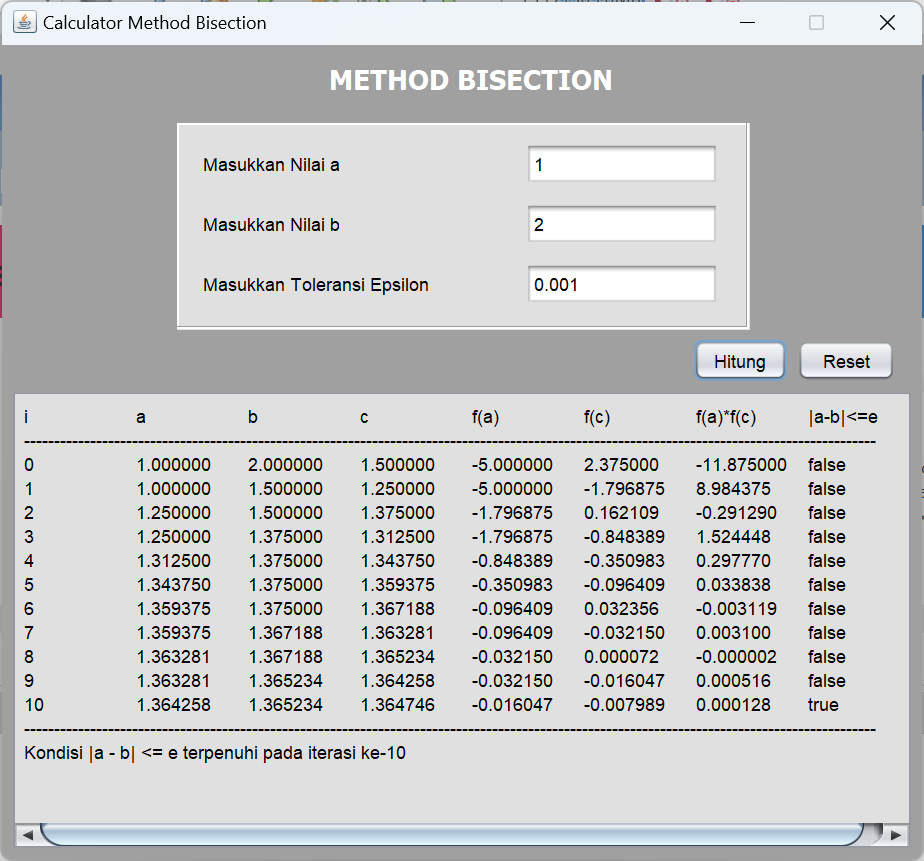 Calculator Method Bisection
METHOD BISECTION
Masukkan Nilai a 1
Masukkan Nilai b 2
Masukkan Toleransi Epsilon 0.001
Hitung Reset
i a b c f(a) f(c) f(a)*f(c) |a-b|<=e
0 1.000000 2.000000 1.500000 -5.000000 2.375000 -11.875000 false
1 1.000000 1.500000 1.250000 -5.000000 -1.796875 8.984375 false
2 1.250000 1.500000 1.375000 -1.796875 0.162109 -0.291290 false
3 1.250000 1.375000 1.312500 -1.796875 -0.848389 1.524448 false
4 1.312500 1.375000 1.343750 -0.848389 -0.350983 0.297770 false
5 1.343750 1.375000 1.359375 -0.350983 -0.096409 0.033838 false
6 1.359375 1.375000 1.367188 -0.096409 0.032356 -0.003119 false
7 1.359375 1.367188 1.363281 -0.096409 -0.032150 0.003100 false
8 1.363281 1.367188 1.365234 -0.032150 0.000072 -0.000002 false
9 1.363281 1.365234 1.364258 -0.032150 -0.016047 0.000516 false
10 1.364258 1.365234 1.364746 -0.016047 -0.007989 0.000128 true
Kondisi |a - b| <= e terpenuhi pada iterasi ke-10